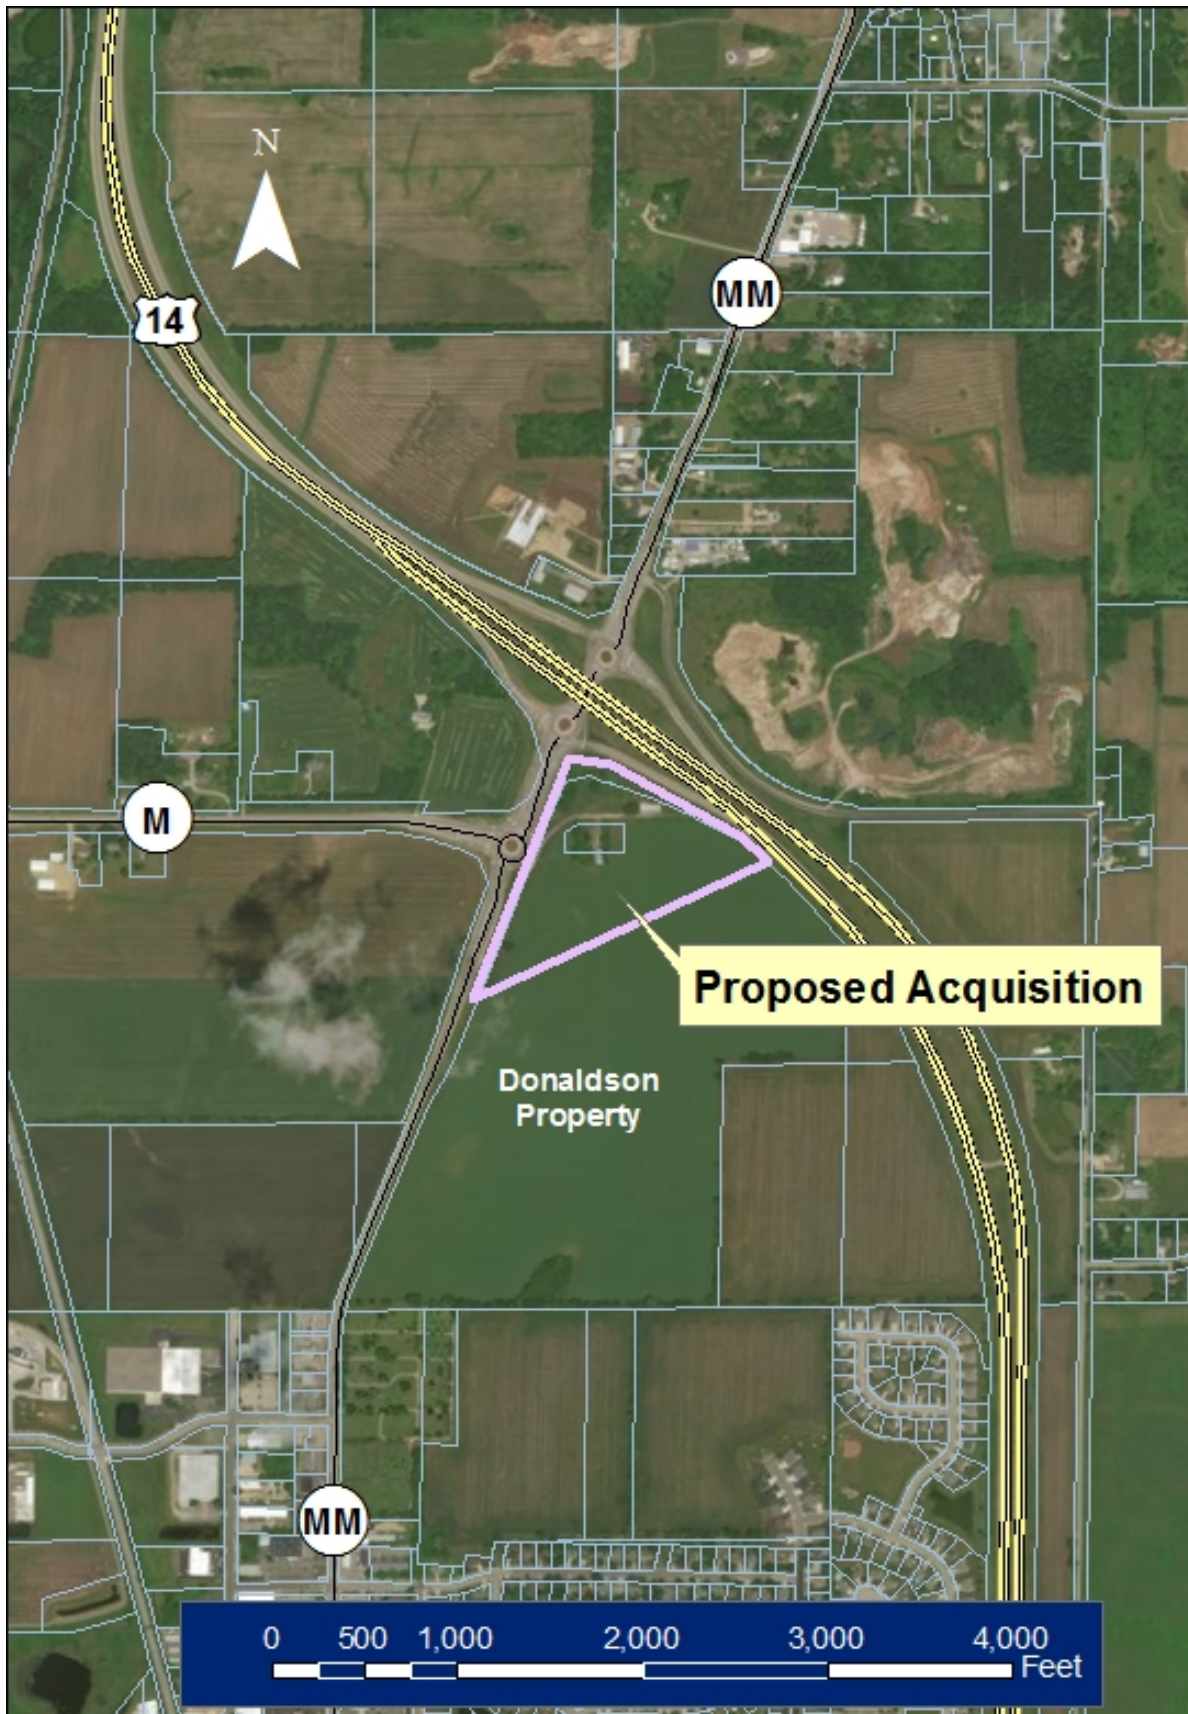 N
MM
14
M
Proposed Acquisition
Donaldson
Property
MM
0 500 1,000 2,000 3,000 4,000
Feet